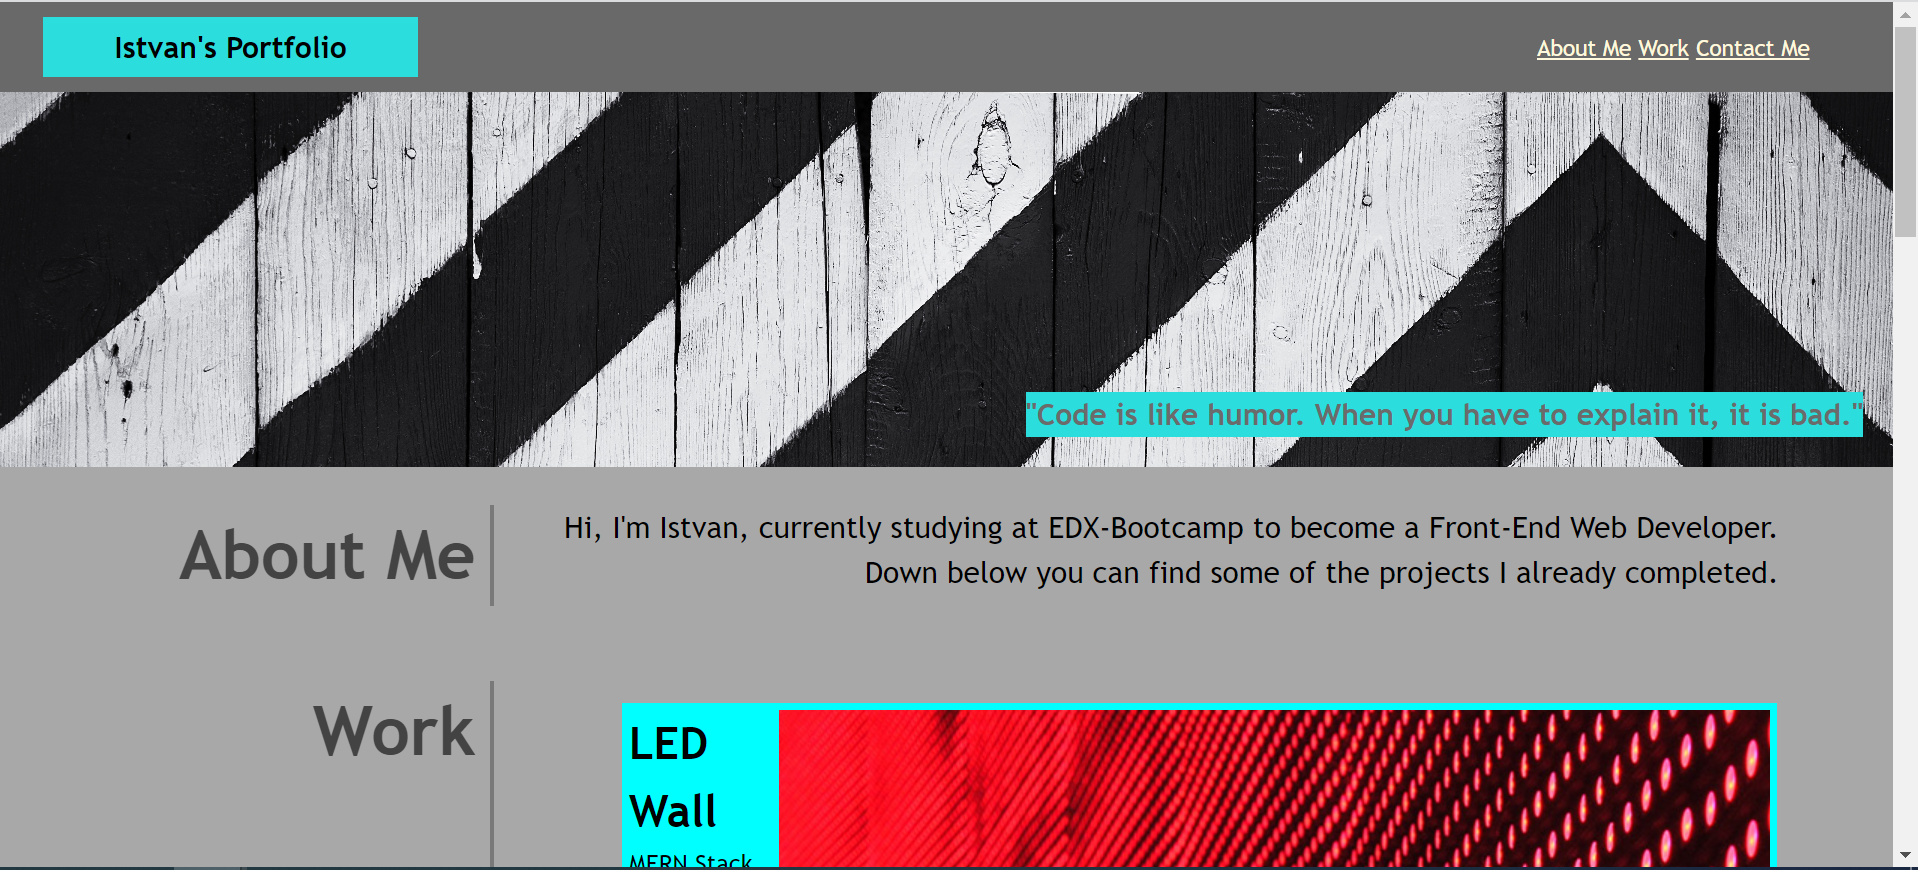 Istvan's Portfolio
About Me Work Contact Me
"Code is like humor. When you have to explain it, it is bad."
About Me
Hi, I'm Istvan, currently studying at EDX-Bootcamp to become a Front-End Web Developer.
Down below you can find some of the projects I already completed.
Work
LED
Wall
MERN Stack